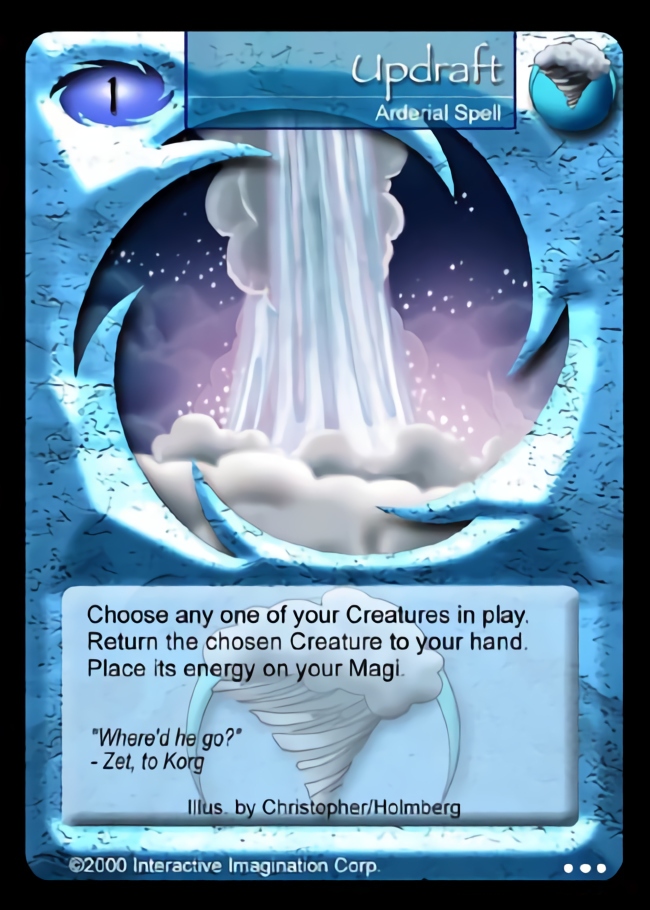 1
Updraft
Arderial Spell
Choose any one of your Creatures in play.
Return the chosen Creature to your hand.
Place its energy on your Magi.
"Where'd he go?"
- Zet, to Korg
Illus. by Christopher/Holmberg
©2000 Interactive Imagination Corp.